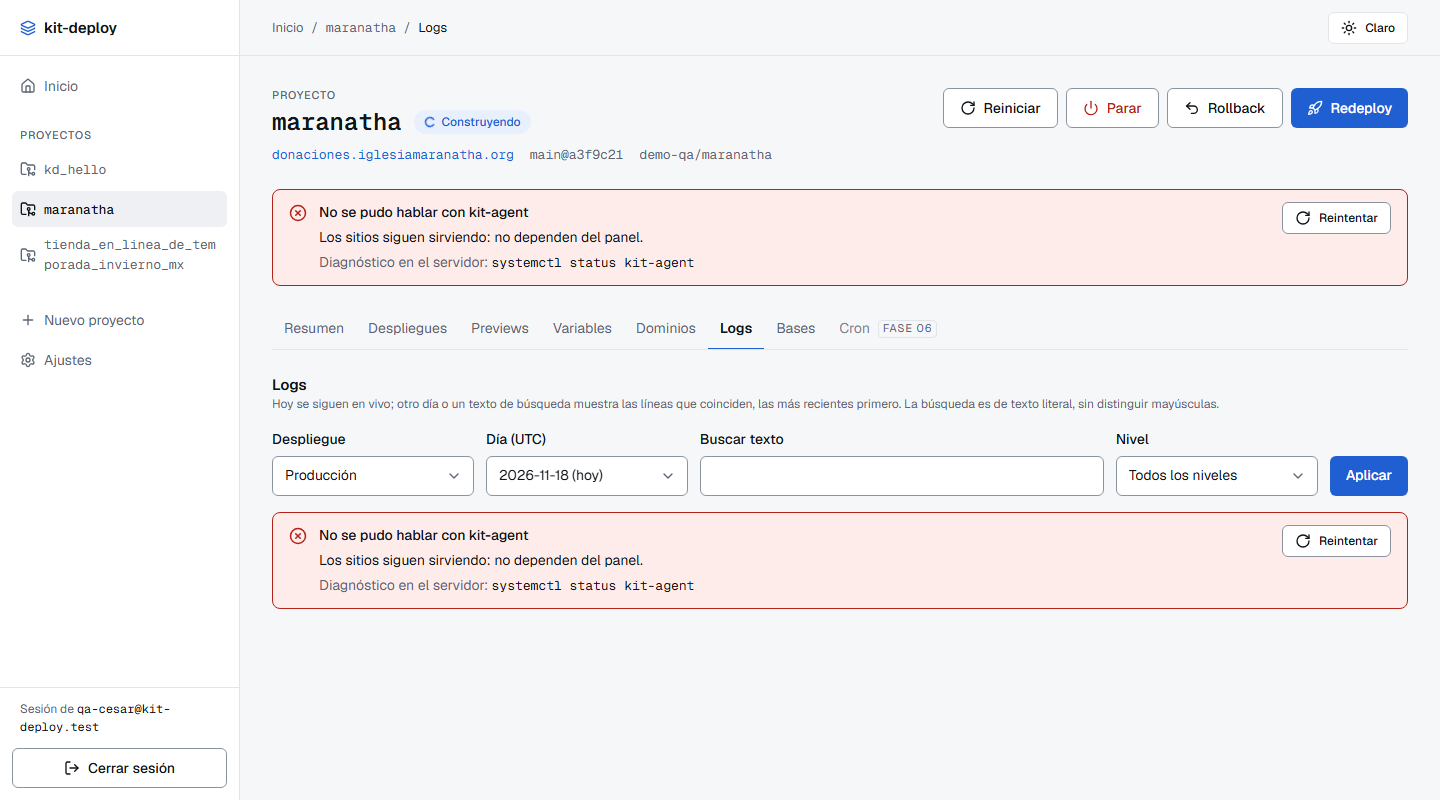 kit-deploy
Inicio / maranatha / Logs
Claro
Inicio
PROYECTOS
kd_hello
maranatha
tienda_en_linea_de_tem
porada_invierno_mx
Nuevo proyecto
Ajustes
Sesión de qa-cesar@kit-
deploy.test
Cerrar sesión
PROYECTO
maranatha Construyendo
Reiniciar Parar Rollback Redeploy
donaciones.iglesiamaranatha.org main@a3f9c21 demo-qa/maranatha
No se pudo hablar con kit-agent
Los sitios siguen sirviendo: no dependen del panel.
Diagnóstico en el servidor: systemctl status kit-agent
Reintentar
Resumen Despliegues Previews Variables Dominios Logs Bases Cron FASE 06
Logs
Hoy se siguen en vivo; otro día o un texto de búsqueda muestra las líneas que coinciden, las más recientes primero. La búsqueda es de texto literal, sin distinguir mayúsculas.
Despliegue Día (UTC) Buscar texto Nivel
Producción 2026-11-18 (hoy) Todos los niveles Aplicar
No se pudo hablar con kit-agent
Los sitios siguen sirviendo: no dependen del panel.
Diagnóstico en el servidor: systemctl status kit-agent
Reintentar